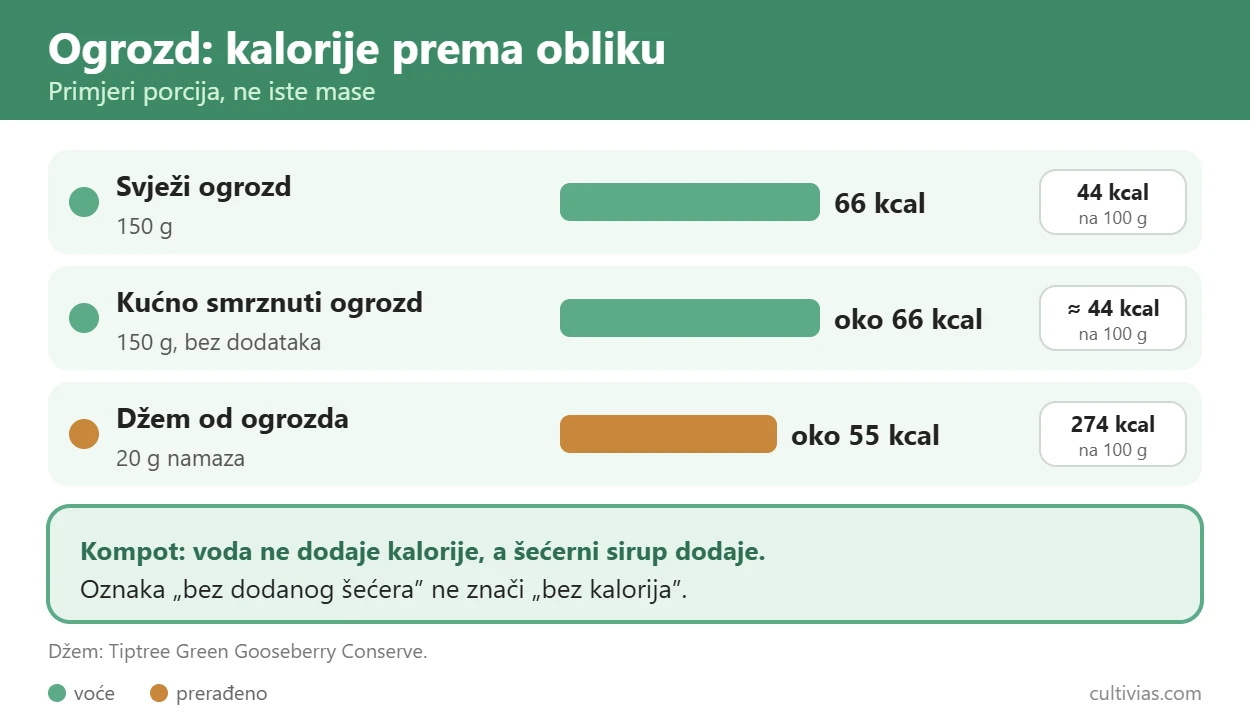 Ogrozd: kalorije prema obliku
Primjeri porcija, ne iste mase
Svježi ogrozd
150 g
66 kcal
44 kcal
na 100 g
Kućno smrznuti ogrozd
150 g, bez dodataka
oko 66 kcal
≈ 44 kcal
na 100 g
Džem od ogrozda
20 g namaza
oko 55 kcal
274 kcal
na 100 g
Kompot: voda ne dodaje kalorije, a šećerni sirup dodaje.
Oznaka „bez dodanog šećera” ne znači „bez kalorija”.
Džem: Tiptree Green Gooseberry Conserve.
voće
prerađeno
cultivias.com